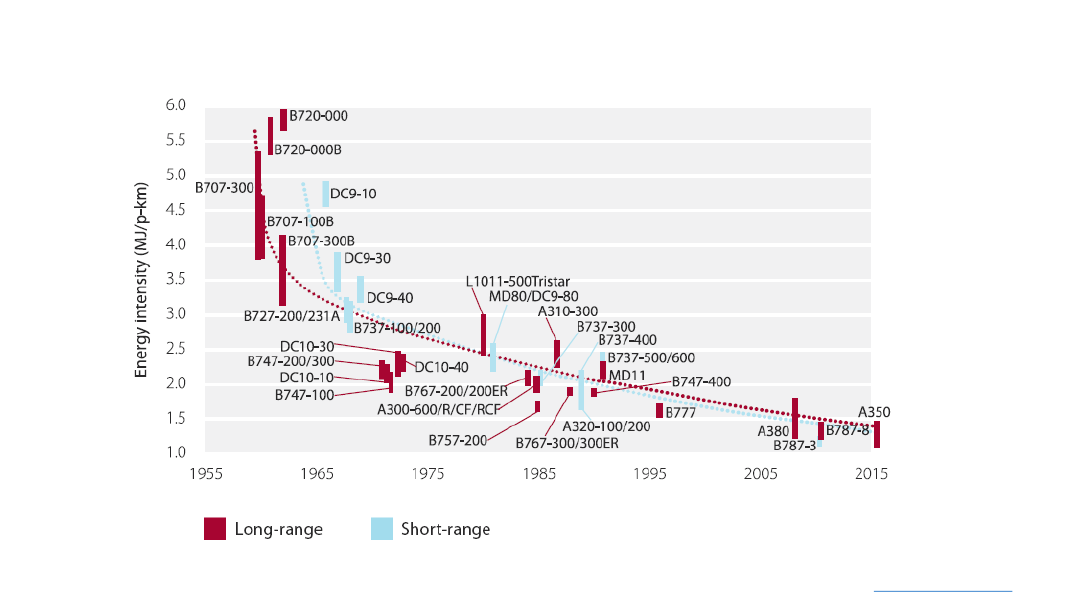 6.0
5.5
5.0
4.5
4.0
3.5
3.0
2.5
2.0
1.5
1.0
Energy intensity (MJ/p-km)
B720-000
B720-000B
B707-300
DC9-10
B707-100B
B707-300B
DC9-30
DC9-40
L1011-500Tristar
MD80/DC9-80
A310-300
B727-200/231A
B737-100/200
B737-300
B737-400
DC10-30
B747-200/300
DC10-40
B737-500/600
DC10-10
MD11
B747-400
B747-100
B767-200/200ER
A300-600/R/CF/RCF
B777
A350
A320-100/200
A380
B787-8
B757-200
B767-300/300ER
B787-3
1955
1965
1975
1985
1995
2005
2015
Long-range
Short-range